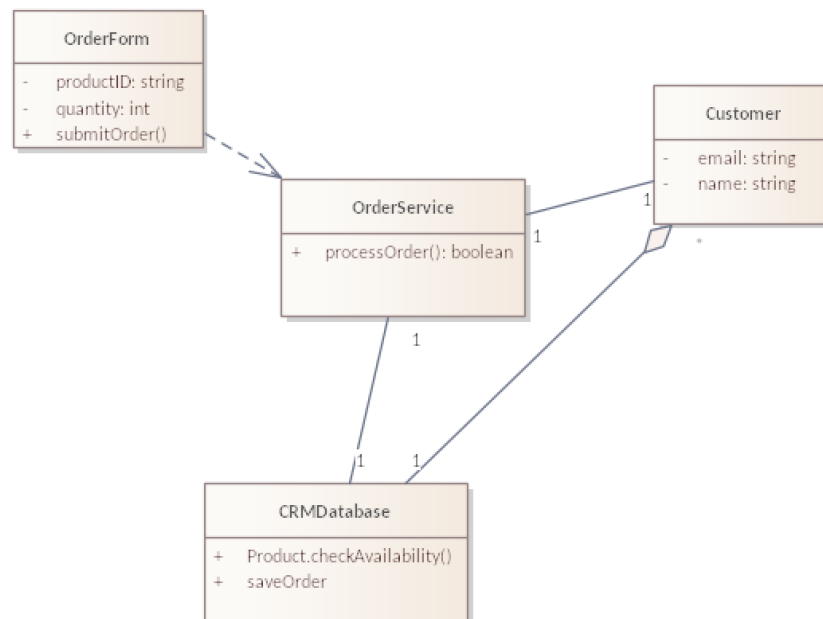 OrderForm
- productID: string
- quantity: int
+ submitOrder()
Customer
- email: string
- name: string
OrderService
+ processOrder(): boolean
1
1
*
1
1
1
CRMDatabase
+ Product.checkAvailability()
+ saveOrder